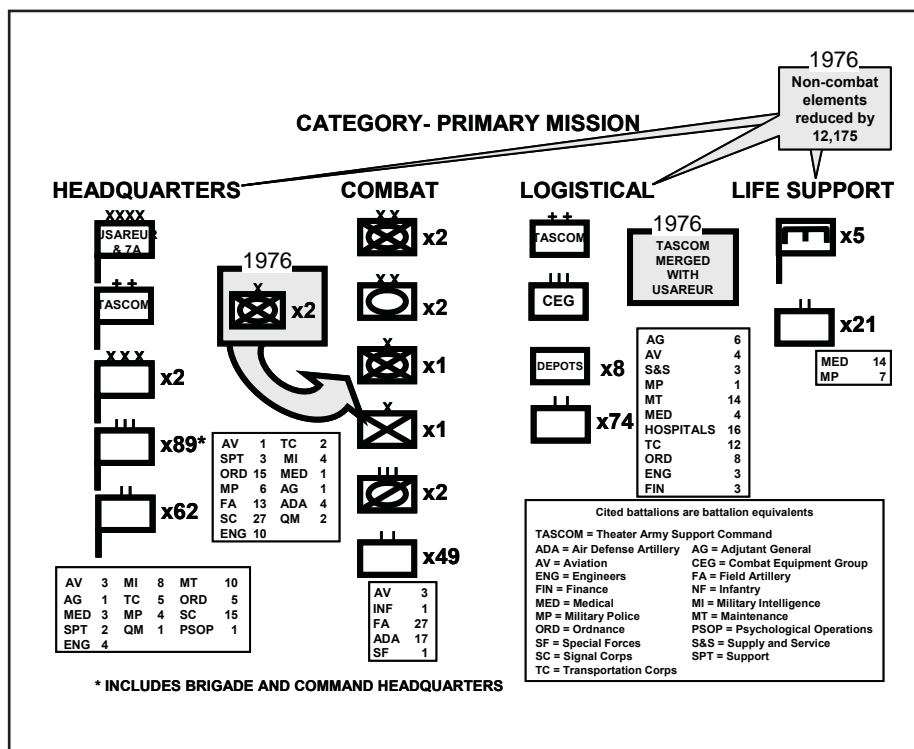 1976
Non-combat
elements
reduced by
12,175
CATEGORY- PRIMARY MISSION
HEADQUARTERS
COMBAT
LOGISTICAL
LIFE SUPPORT
XXXX
USAREUR
& 7A
++
TASCOM
XXX
x2
III
x89*
II
x62
AV 1 TC 2
SPT 3 MI 4
ORD 15 MED 1
MP 6 AG 1
FA 13 ADA 4
SC 27 QM 2
ENG 10
AV 3 MI 8 MT 10
AG 1 TC 5 ORD 5
MED 3 MP 4 SC 15
SPT 2 QM 1 PSOP 1
ENG 4
1976
X
x2
XX
x2
XX
x2
X
x1
X
x1
III
x2
II
x49
AV 3
INF 1
FA 27
ADA 17
SF 1
++
TASCOM
III
CEG
DEPOTS
x8
II
x74
1976
TASCOM
MERGED
WITH
USAREUR
AG 6
AV 4
S&S 3
MP 1
MT 14
MED 4
HOSPITALS 16
TC 12
ORD 8
ENG 3
FIN 3
x5
II
x21
MED 14
MP 7
Cited battalions are battalion equivalents
TASCOM = Theater Army Support Command
ADA = Air Defense Artillery AG = Adjutant General
AV = Aviation CEG = Combat Equipment Group
ENG = Engineers FA = Field Artillery
FIN = Finance NF = Infantry
MED = Medical MI = Military Intelligence
MP = Military Police MT = Maintenance
ORD = Ordnance PSOP = Psychological Operations
SF = Special Forces S&S = Supply and Service
SC = Signal Corps SPT = Support
TC = Transportation Corps
* INCLUDES BRIGADE AND COMMAND HEADQUARTERS